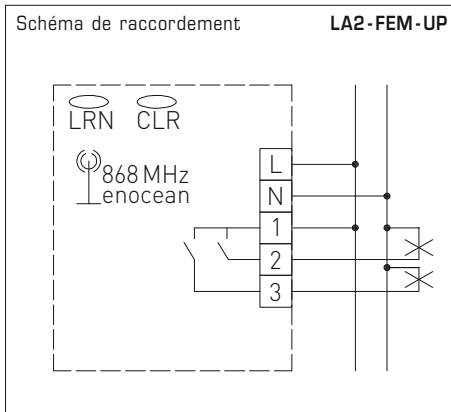 Schéma de raccordement LA2-FEM-UP
LRN CLR
868 MHz
enocean
L
N
1
2
3